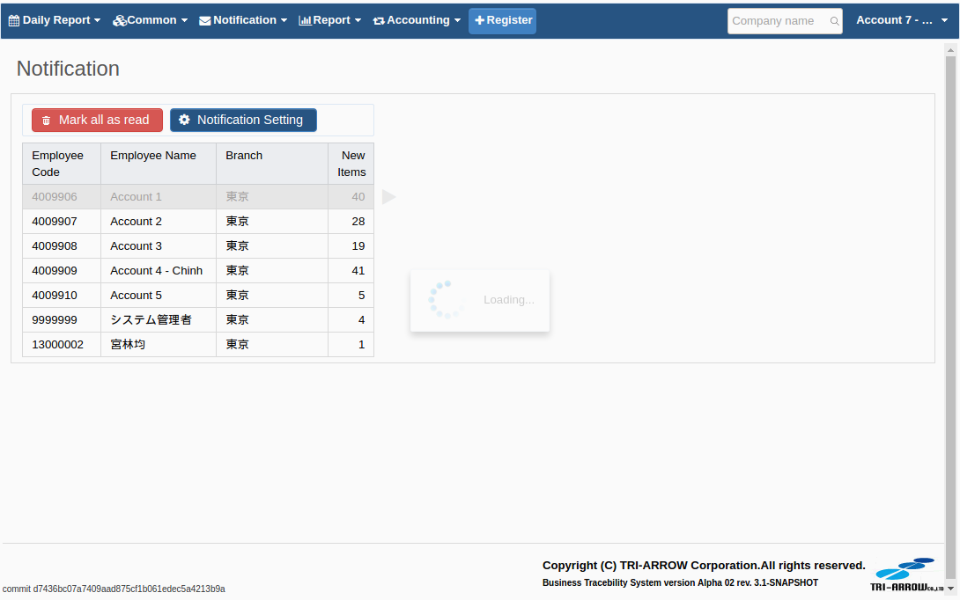 Daily Report Common Notification Report Accounting Register Company name Account 7 - ...
Notification
Mark all as read Notification Setting
Employee Code Employee Name Branch New Items
4009906 Account 1 東京 40
4009907 Account 2 東京 28
4009908 Account 3 東京 19
4009909 Account 4 - Chinh 東京 41
4009910 Account 5 東京 5
9999999 システム管理者 東京 4
13000002 宮林均 東京 1
Loading...
Copyright (C) TRI-ARROW Corporation.All rights reserved.
Business Tracebility System version Alpha 02 rev. 3.1-SNAPSHOT
TRI-ARROW CO.,LTD
commit d7436bc07a7409aad875cf1b061edec5a4213b9a